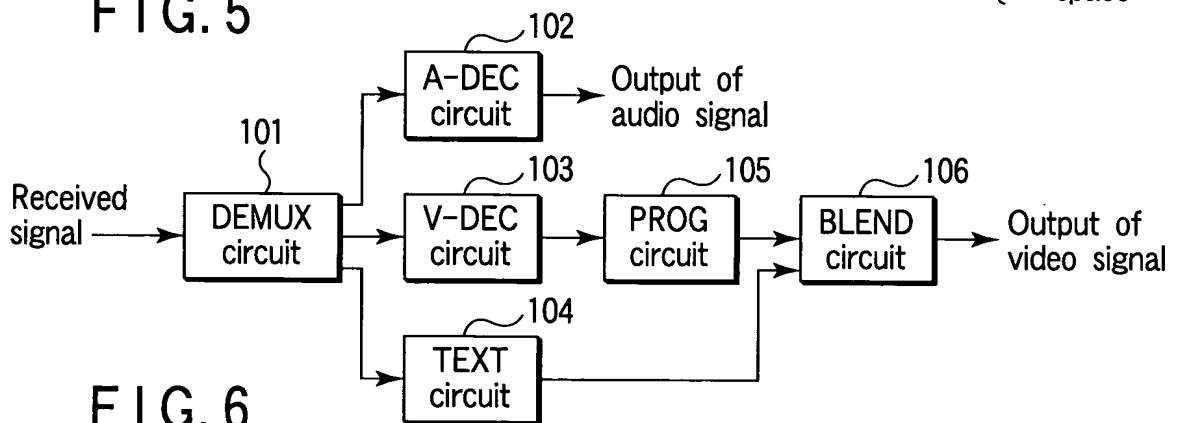 FIG. 5
space
102
A-DEC
circuit
Output of
audio signal
101
Received
signal
DEMUX
circuit
103
V-DEC
circuit
105
PROG
circuit
106
BLEND
circuit
Output of
video signal
104
TEXT
circuit
FIG. 6